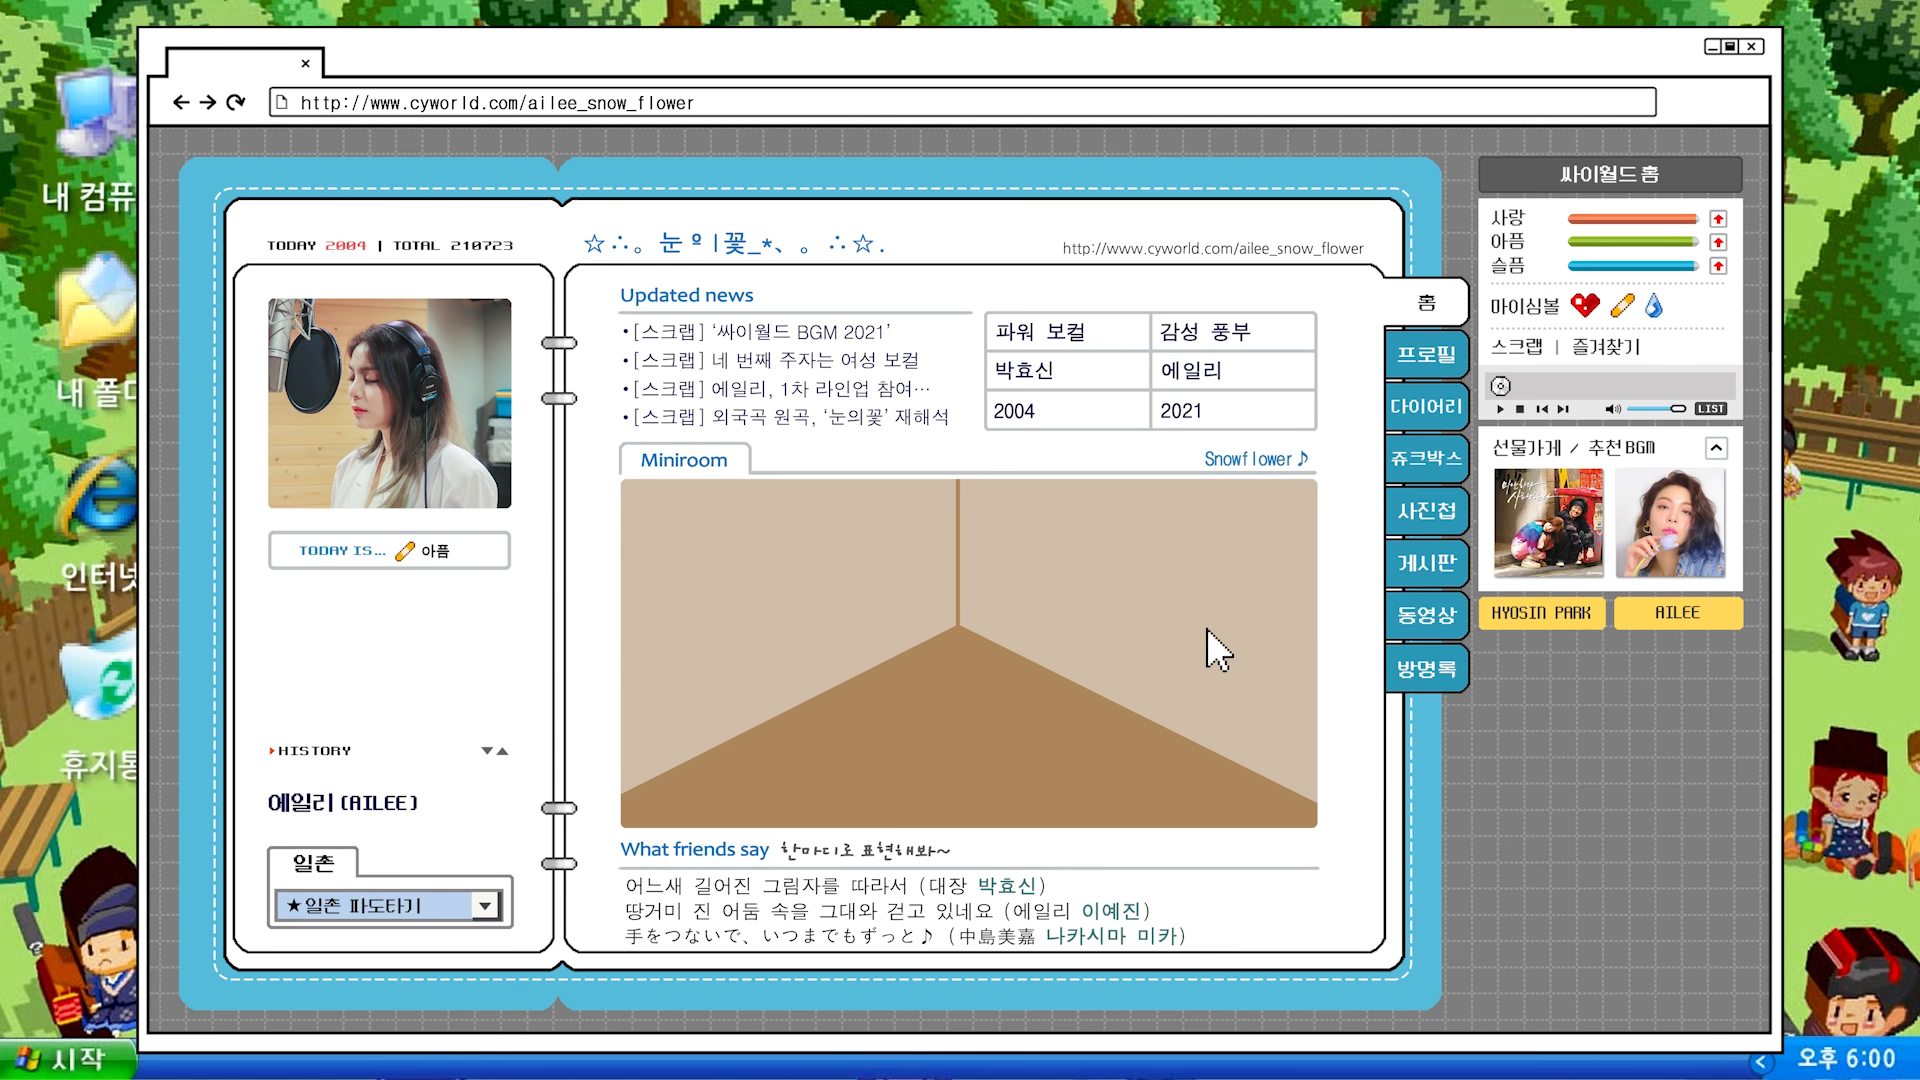 http://www.cyworld.com/ailee_snow_flower
내 컴퓨
내 폴더
인터넷
휴지통
TODAY 2004 | TOTAL 210723
☆∴。눈º|꽃_*、。∴☆.
http://www.cyworld.com/ailee_snow_flower
TODAY IS... 아픔
HISTORY
에일리 (AILEE)
일촌
★일촌 파도타기
Updated news
•[스크랩] ‘싸이월드 BGM 2021’
•[스크랩] 네 번째 주자는 여성 보컬
•[스크랩] 에일리, 1차 라인업 참여…
•[스크랩] 외국곡 원곡, ‘눈의꽃’ 재해석
파워 보컬 감성 풍부
박효신 에일리
2004 2021
Miniroom
Snowflower♪
What friends say 한마디로 표현해봐~
어느새 길어진 그림자를 따라서 (대장 박효신)
땅거미 진 어둠 속을 그대와 걷고 있네요 (에일리 이예진)
手をつないで、いつまでもずっと♪ (中島美嘉 나카시마 미카)
홈
프로필
다이어리
쥬크박스
사진첩
게시판
동영상
방명록
싸이월드 홈
사랑
아픔
슬픔
마이심볼
스크랩 | 즐겨찾기
LIST
선물가게 / 추천BGM
미안하다
사랑한다
HYOSIN PARK
AILEE
시작
오후 6:00